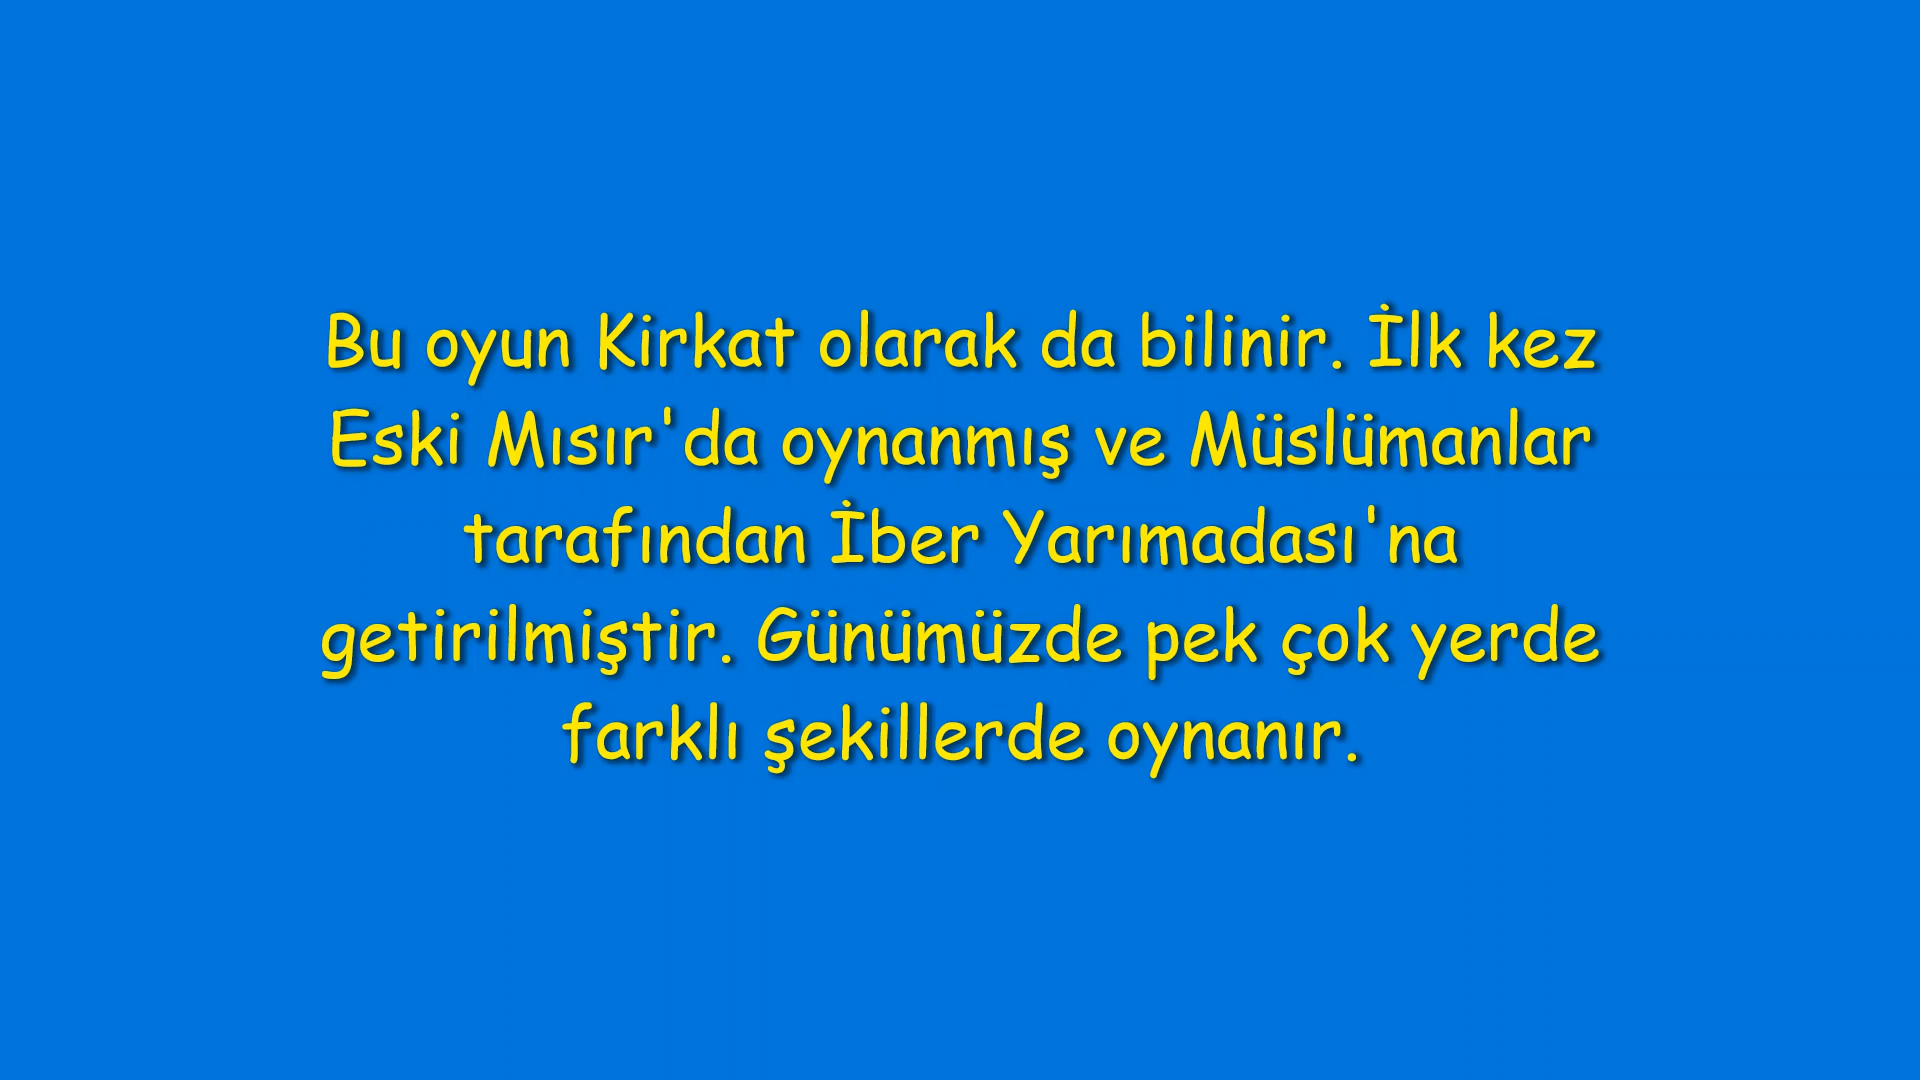 Bu oyun Kirkat olarak da bilinir. İlk kez
Eski Mısır'da oynanmış ve Müslümanlar
tarafından İber Yarımadası'na
getirilmiştir. Günümüzde pek çok yerde
farklı şekillerde oynanır.